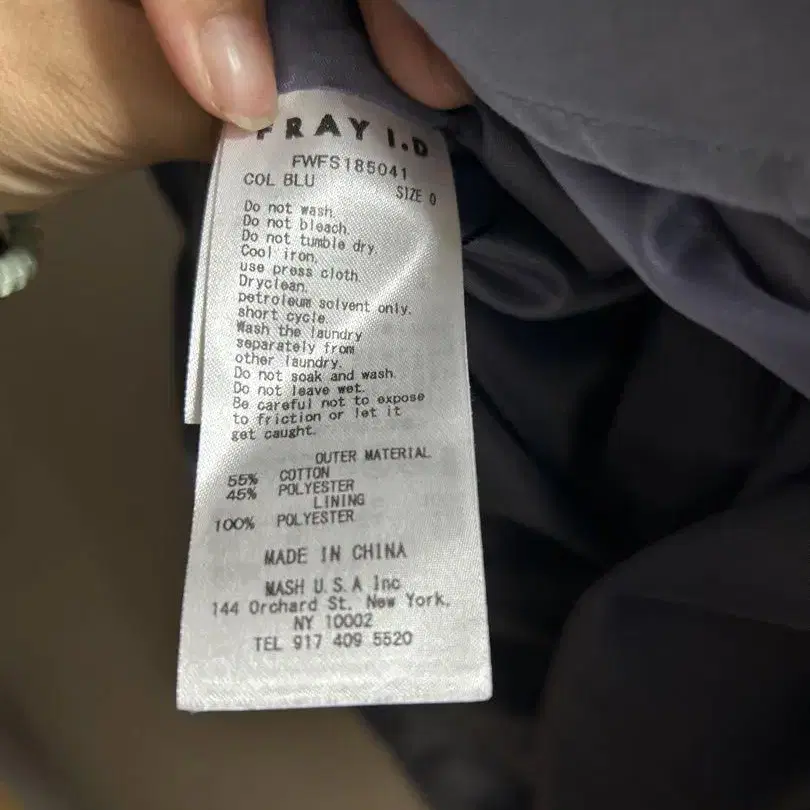 FRAY I.D
FWFS185041
COL BLU SIZE 0
Do not wash.
Do not bleach.
Do not tumble dry.
Cool iron.
use press cloth.
Dryclean.
petroleum solvent only.
short cycle.
Wash the laundry
separately from
other laundry.
Do not soak and wash.
Do not leave wet.
Be careful not to expose
to friction or let it
get caught.
OUTER MATERIAL
55% COTTON
45% POLYESTER
LINING
100% POLYESTER
MADE IN CHINA
MASH U.S.A Inc
144 Orchard St. New York.
NY 10002
TEL 917 409 5520